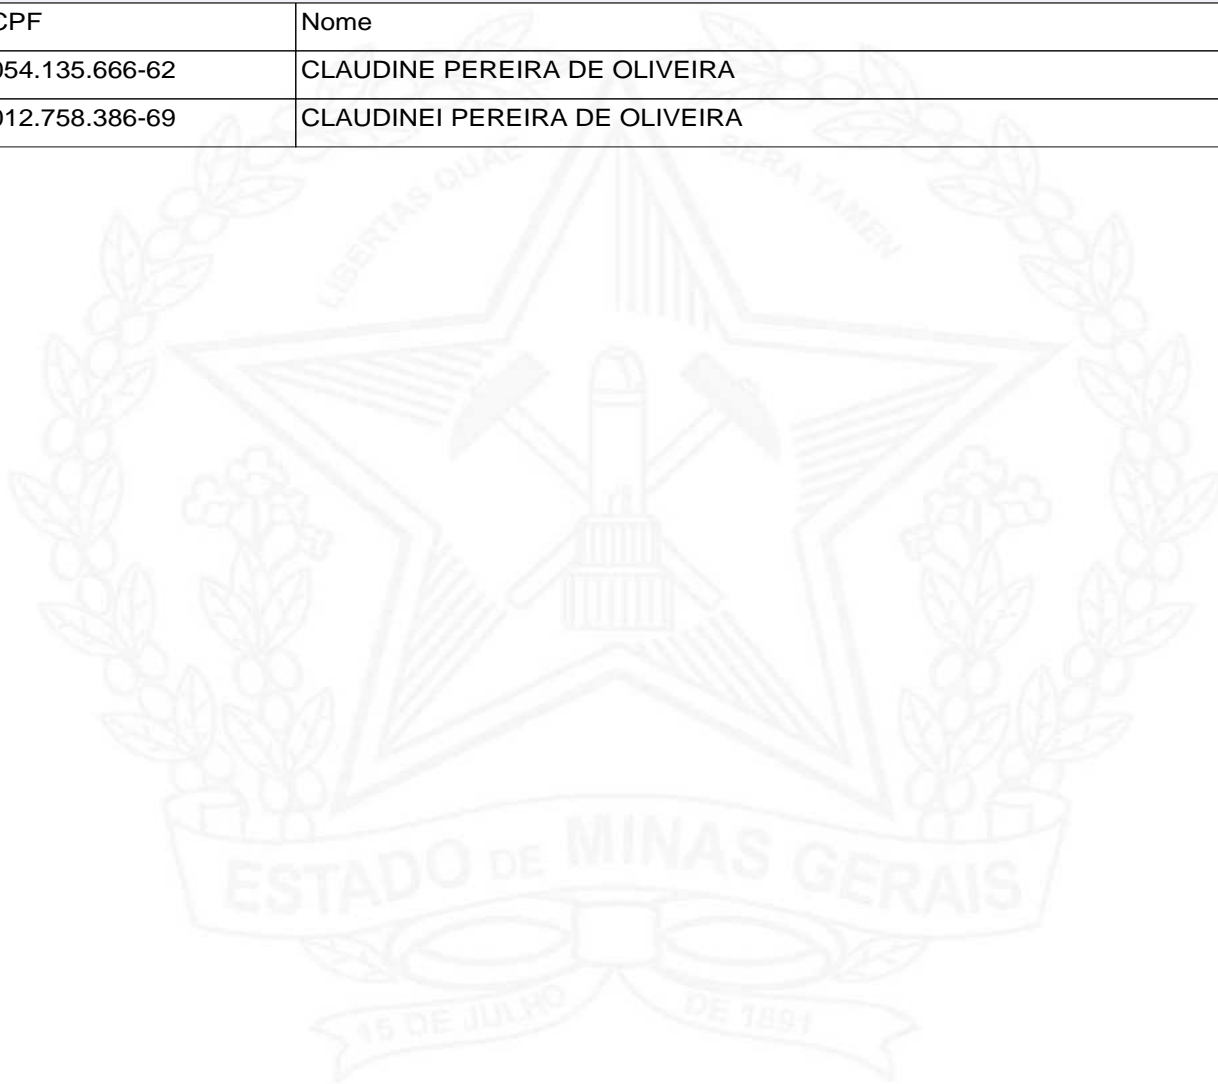 CPF Nome
054.135.666-62 CLAUDINE PEREIRA DE OLIVEIRA
012.758.386-69 CLAUDINEI PEREIRA DE OLIVEIRA
LIBERTAS QUAE SERA TAMEN
ESTADO DE MINAS GERAIS
15 DE JULHO DE 1891